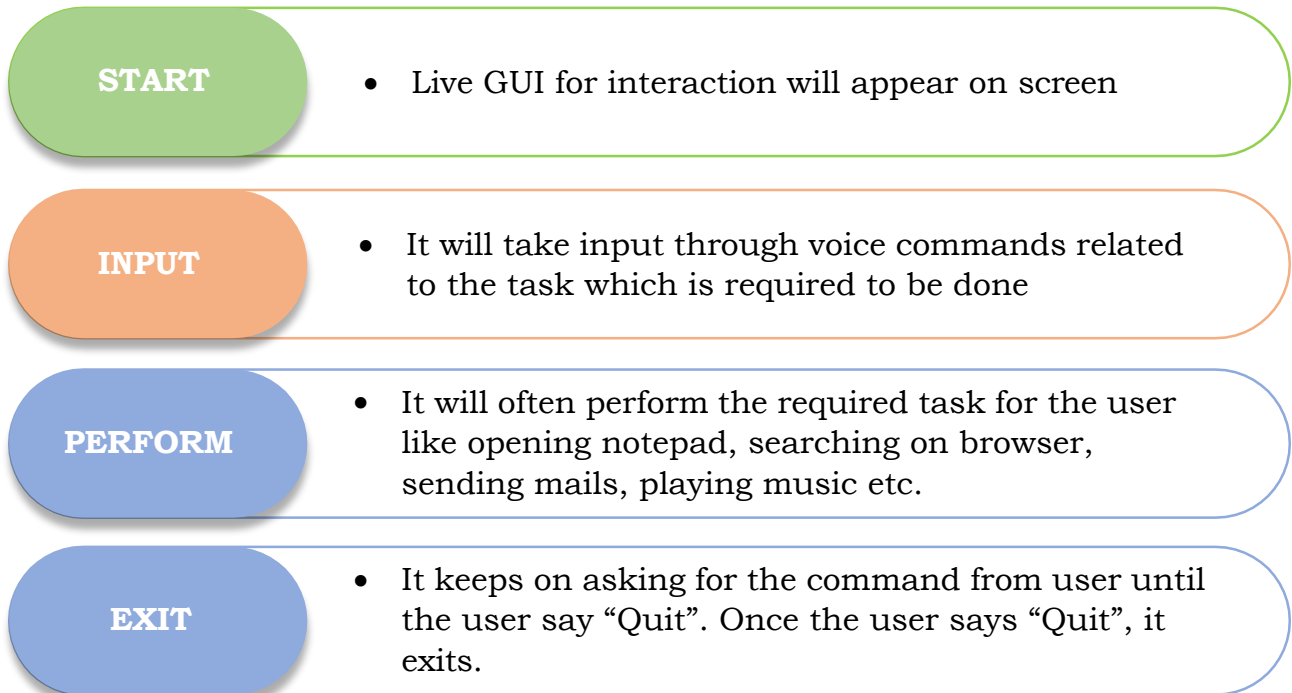 START
• Live GUI for interaction will appear on screen
INPUT
• It will take input through voice commands related
to the task which is required to be done
PERFORM
• It will often perform the required task for the user
like opening notepad, searching on browser,
sending mails, playing music etc.
EXIT
• It keeps on asking for the command from user until
the user say “Quit”. Once the user says “Quit”, it
exits.